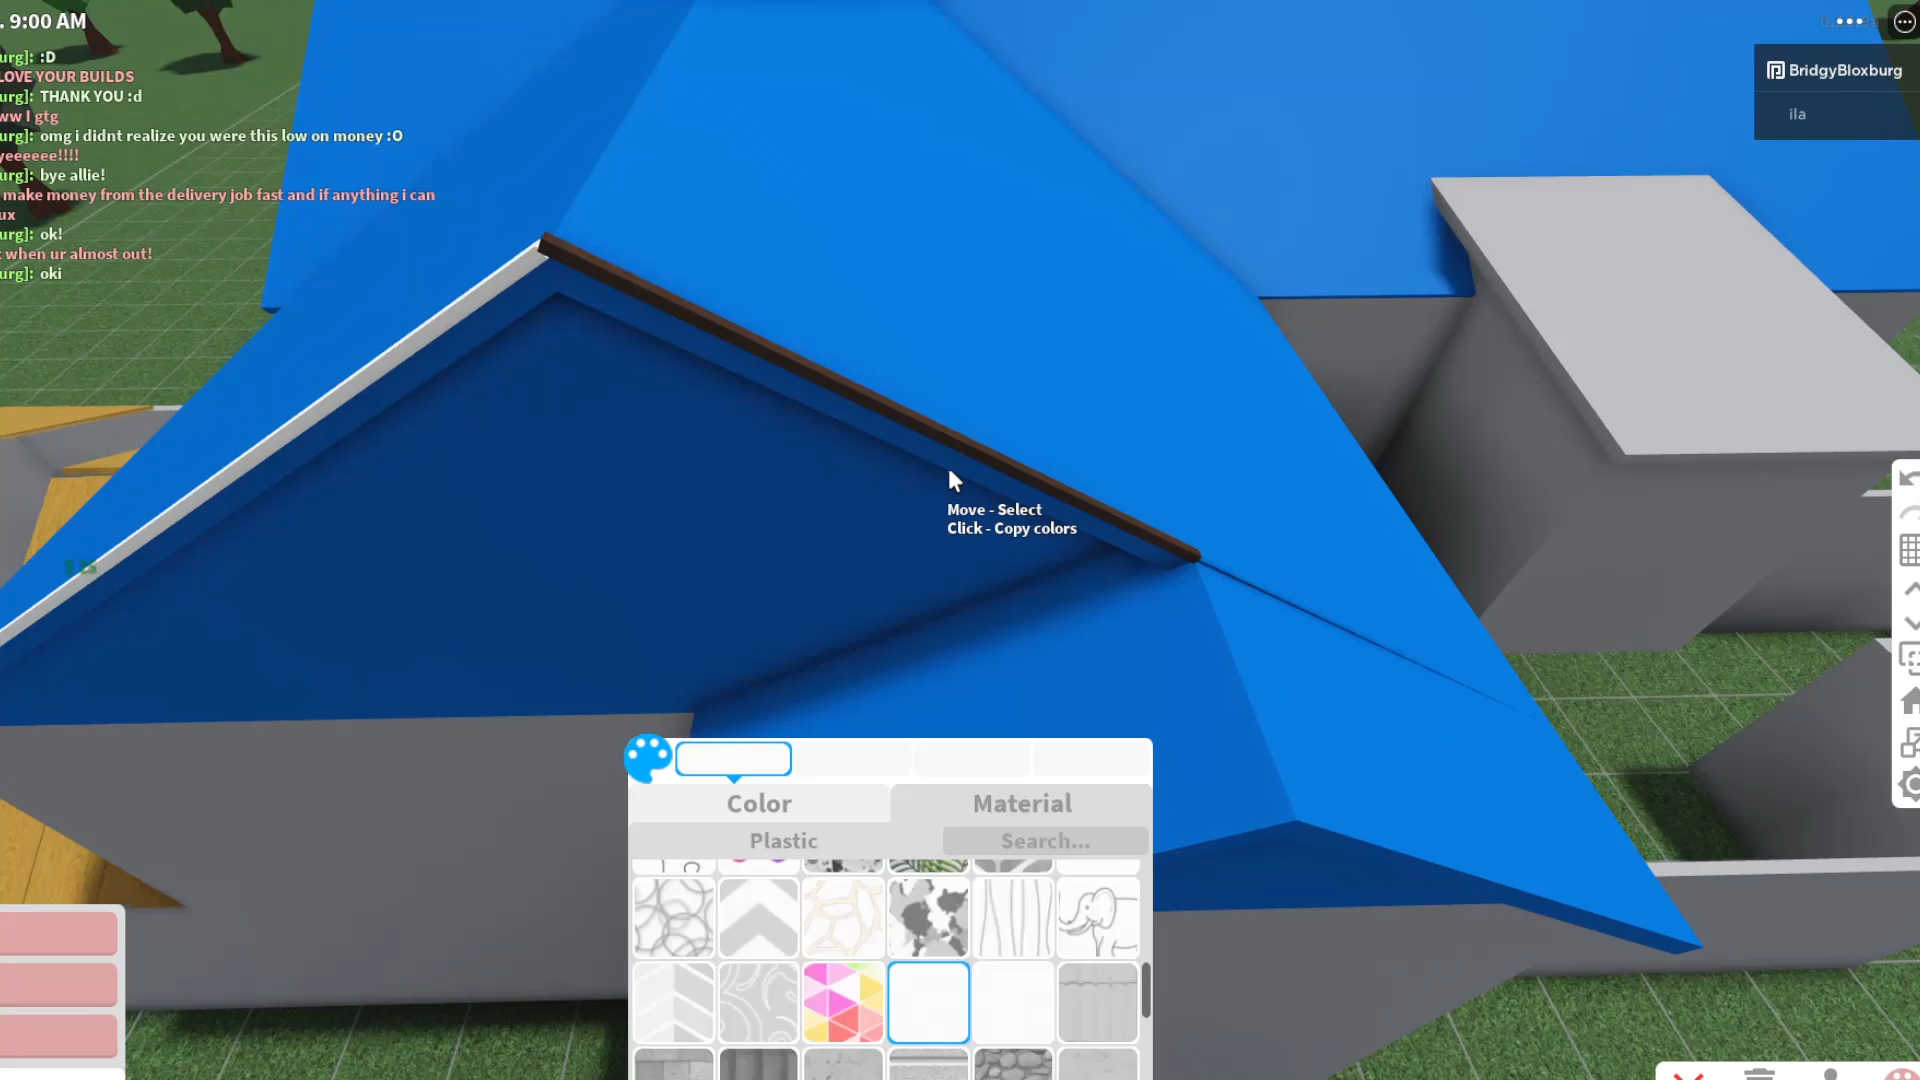 . 9:00 AM
urg]: :D
LOVE YOUR BUILDS
urg]: THANK YOU :d
ww I gtg
urg]: omg i didnt realize you were this low on money :O
yeeeeee!!!!
urg]: bye allie!
make money from the delivery job fast and if anything i can
ux
urg]: ok!
when ur almost out!
urg]: oki
BridgyBloxburg
ila
Move - Select
Click - Copy colors
Color
Material
Plastic
Search...